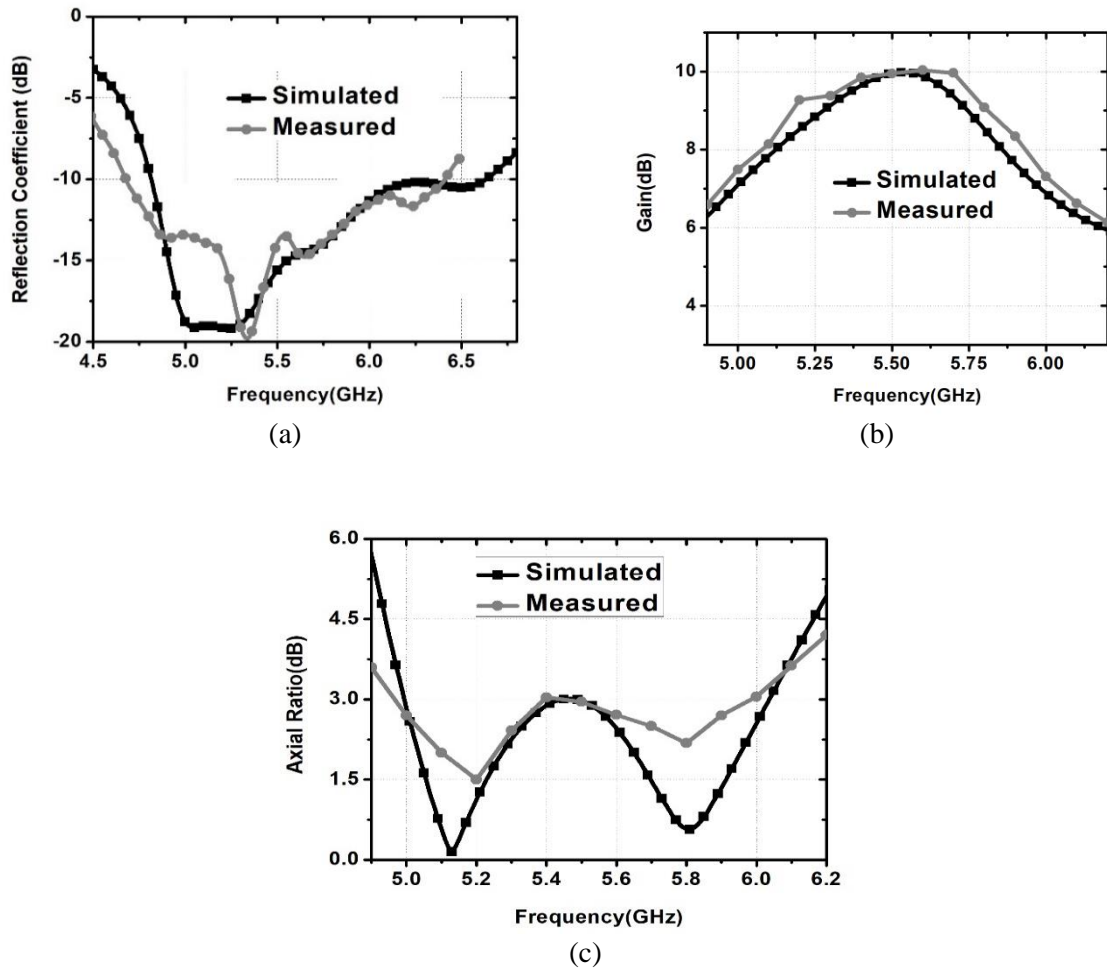 0
-5
-10
-15
-20
Reflection Coefficient (dB)
Simulated
Measured
4.5 5.0 5.5 6.0 6.5
Frequency(GHz)
(a)
10
8
6
4
Gain(dB)
Simulated
Measured
5.00 5.25 5.50 5.75 6.00
Frequency(GHz)
(b)
6.0
4.5
3.0
1.5
0.0
Axial Ratio(dB)
Simulated
Measured
5.0 5.2 5.4 5.6 5.8 6.0 6.2
Frequency(GHz)
(c)